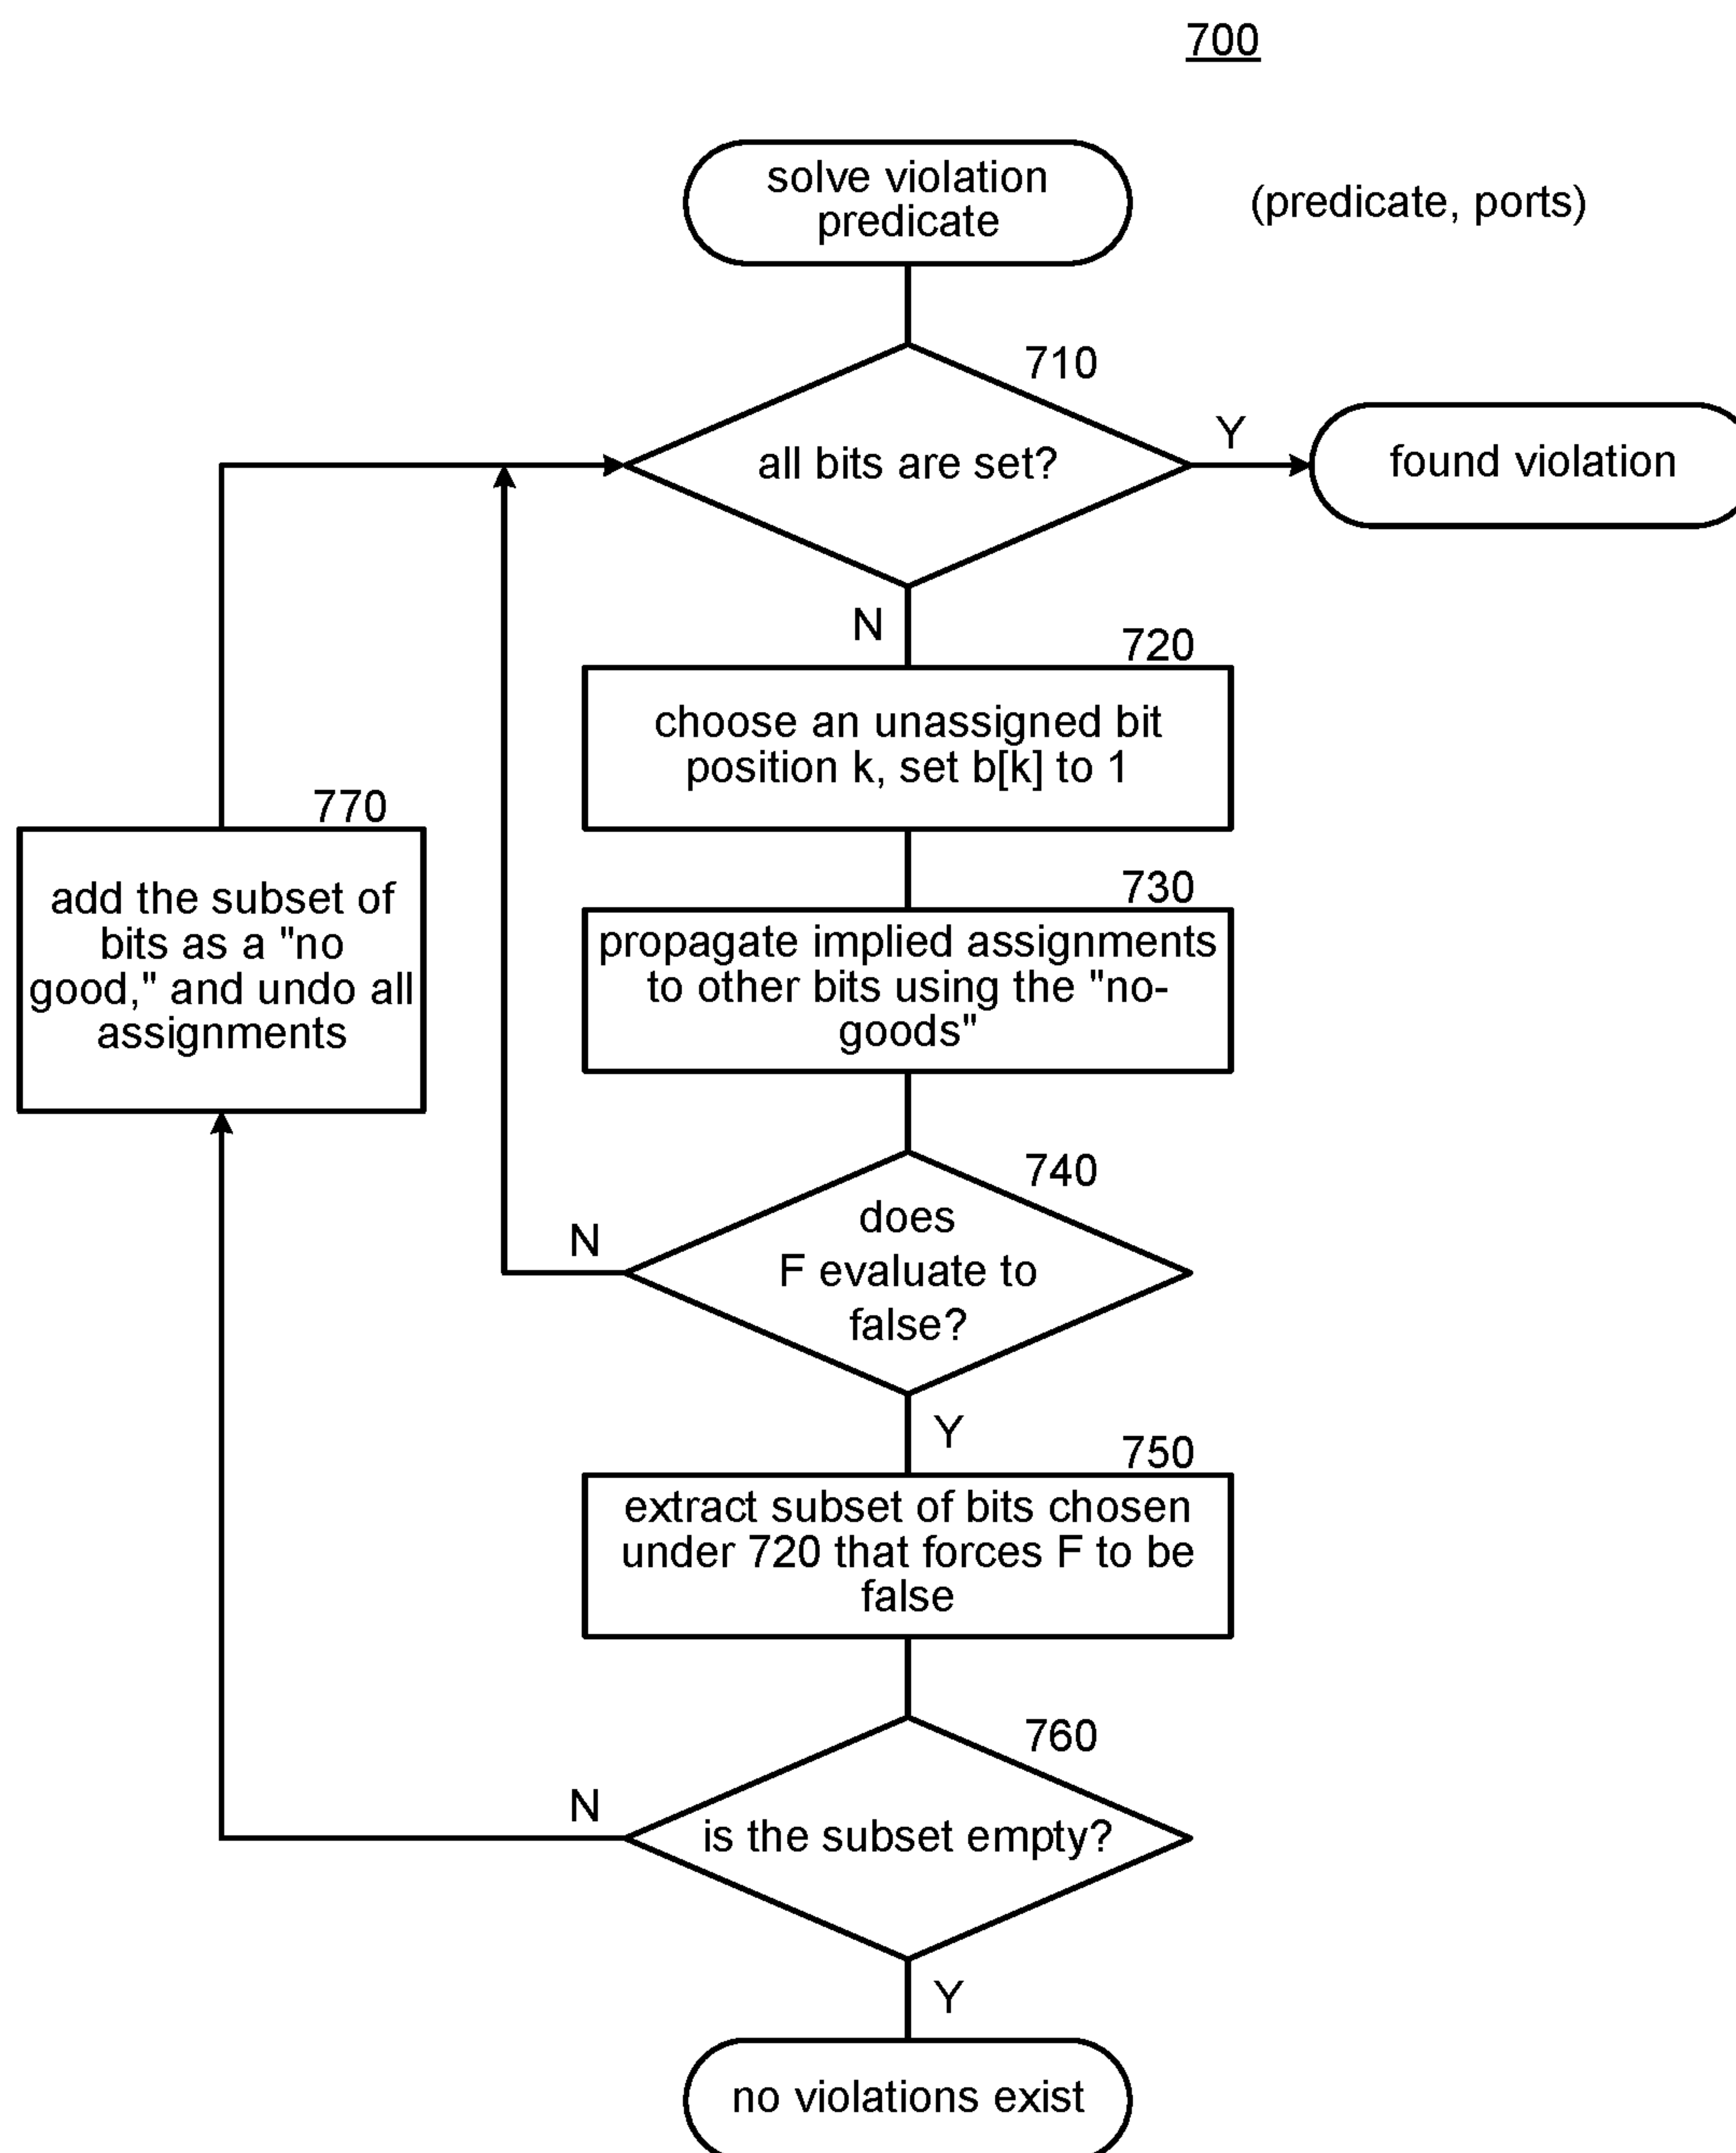 700
solve violation
predicate
(predicate, ports)
710
all bits are set?
Y
found violation
N
720
choose an unassigned bit
position k, set b[k] to 1
770
add the subset of
bits as a "no
good," and undo all
assignments
730
propagate implied assignments
to other bits using the "no-
goods"
740
does
F evaluate to
false?
N
Y
750
extract subset of bits chosen
under 720 that forces F to be
false
760
is the subset empty?
N
Y
no violations exist